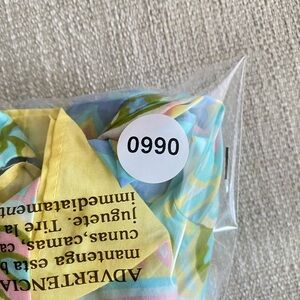 0990
ADVERTENCIA
mantenga esta b
cunas, camas, ca
juguete. Tire la
inmediatament